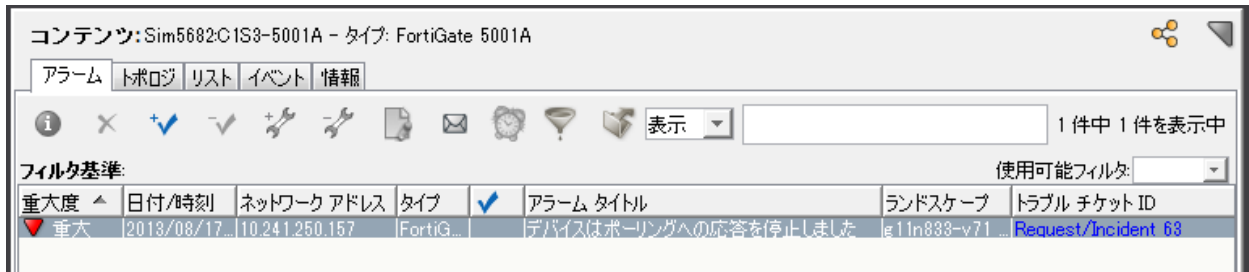 コンテンツ: Sim5682:C1S3-5001A - タイプ: FortiGate 5001A
アラーム トポロジ リスト イベント 情報
表示 1 件中 1 件を表示中
フィルタ基準: 使用可能フィルタ:
重大度 日付/時刻 ネットワーク アドレス タイプ アラーム タイトル ランドスケープ トラブル チケット ID
重大 2013/08/17... 10.241.250.157 FortiG... デバイスはポーリングへの応答を停止しました g11n833-v71 ... Request/Incident 63